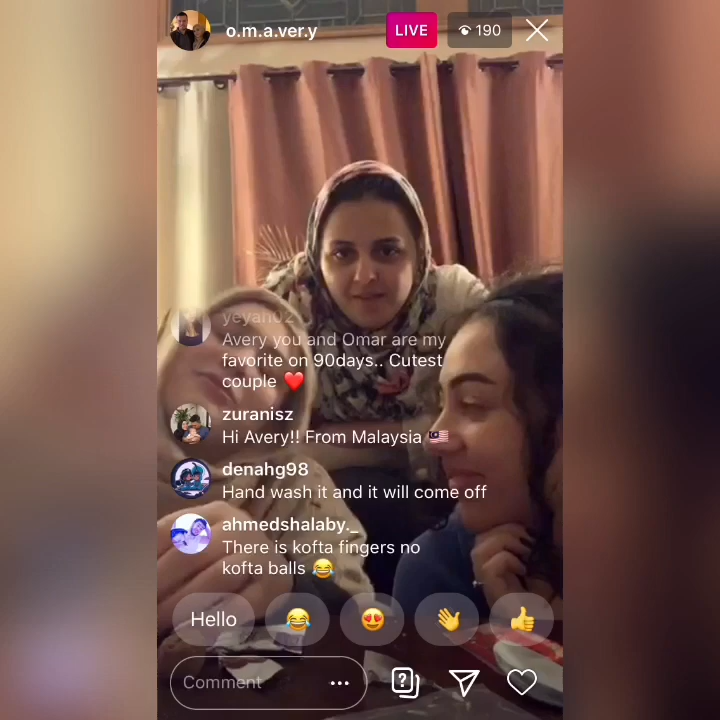 o.m.a.ver.y
LIVE
190
yeyah02
Avery you and Omar are my
favorite on 90days.. Cutest
couple ❤️
zuranisz
Hi Avery!! From Malaysia 🇲🇾
denahg98
Hand wash it and it will come off
ahmedshalaby._
There is kofta fingers no
kofta balls 😂
Hello 😂 😍 👋 👍
Comment ...